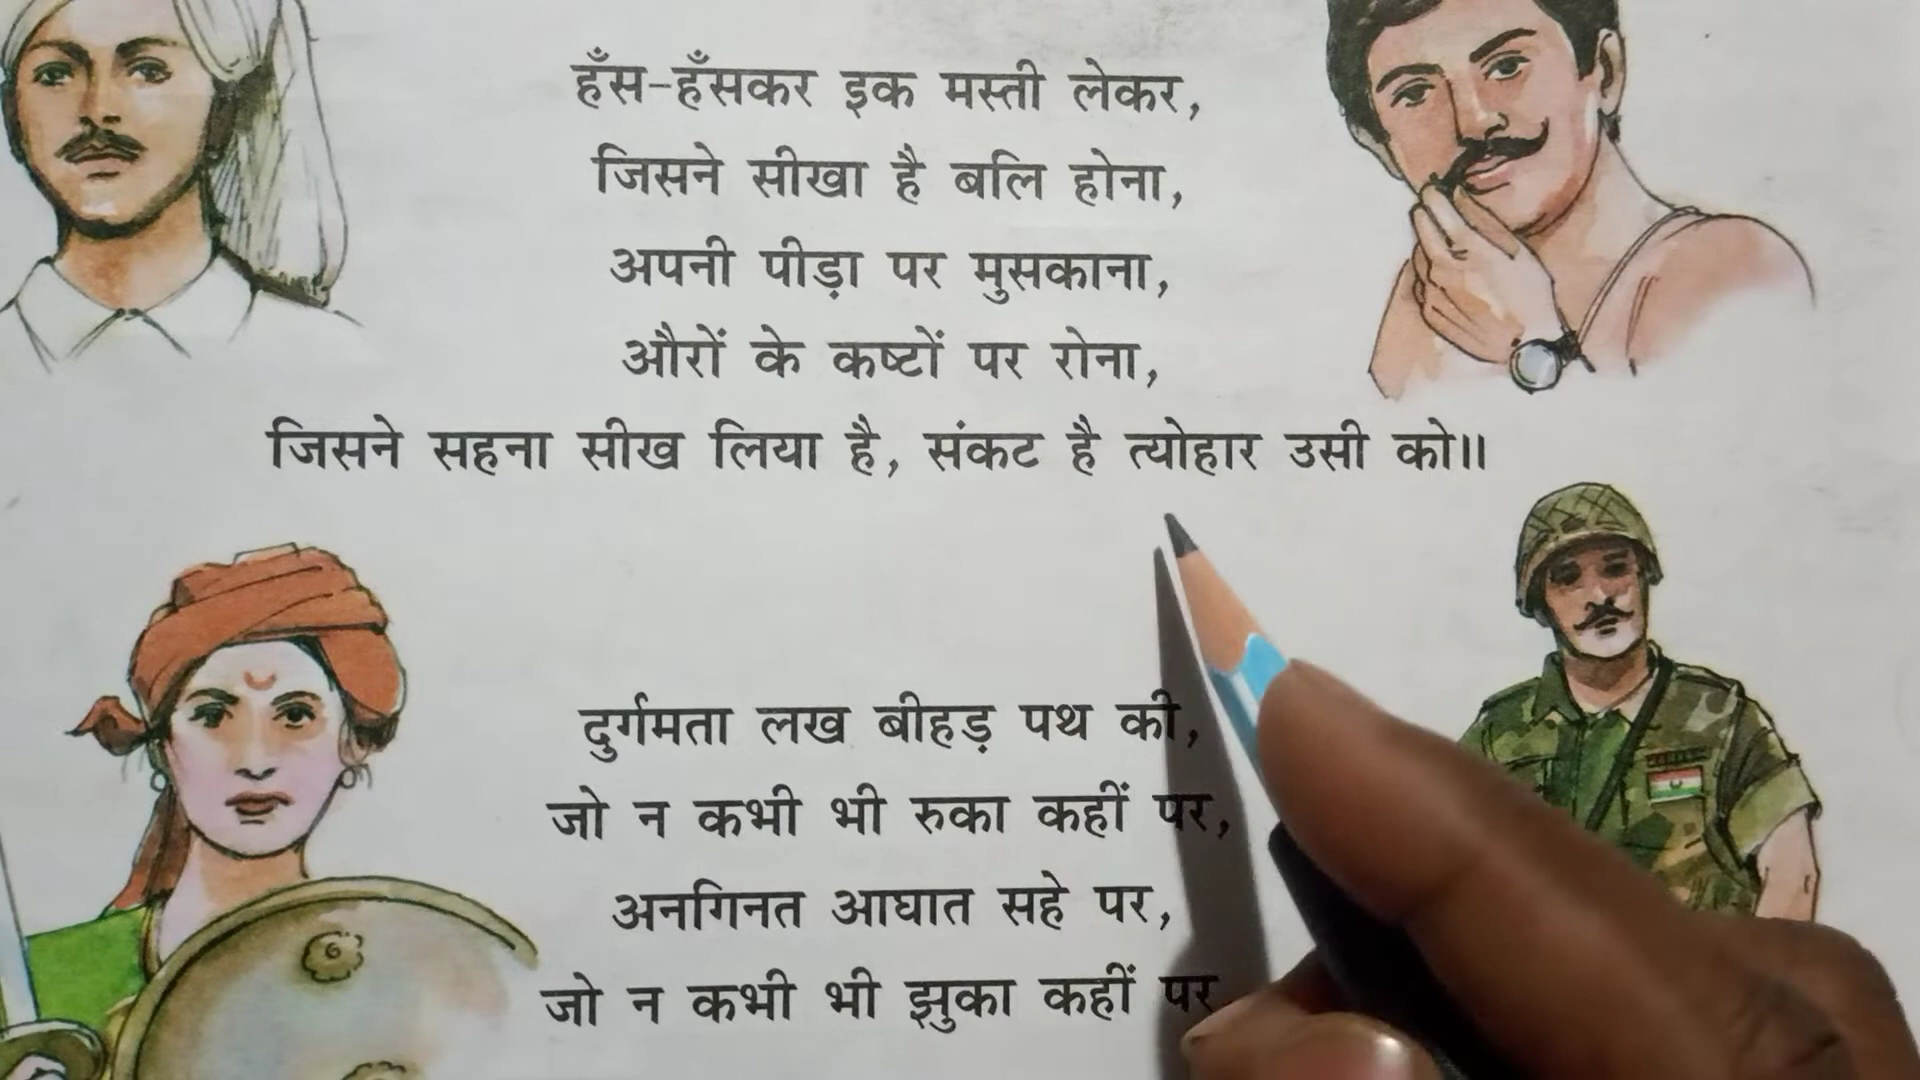 हँस-हँसकर इक मस्ती लेकर,
जिसने सीखा है बलि होना,
अपनी पीड़ा पर मुसकाना,
औरों के कष्टों पर रोना,
जिसने सहना सीख लिया है, संकट है त्योहार उसी को॥
दुर्गमता लख बीहड़ पथ की,
जो न कभी भी रुका कहीं पर,
अनगिनत आघात सहे पर,
जो न कभी भी झुका कहीं पर